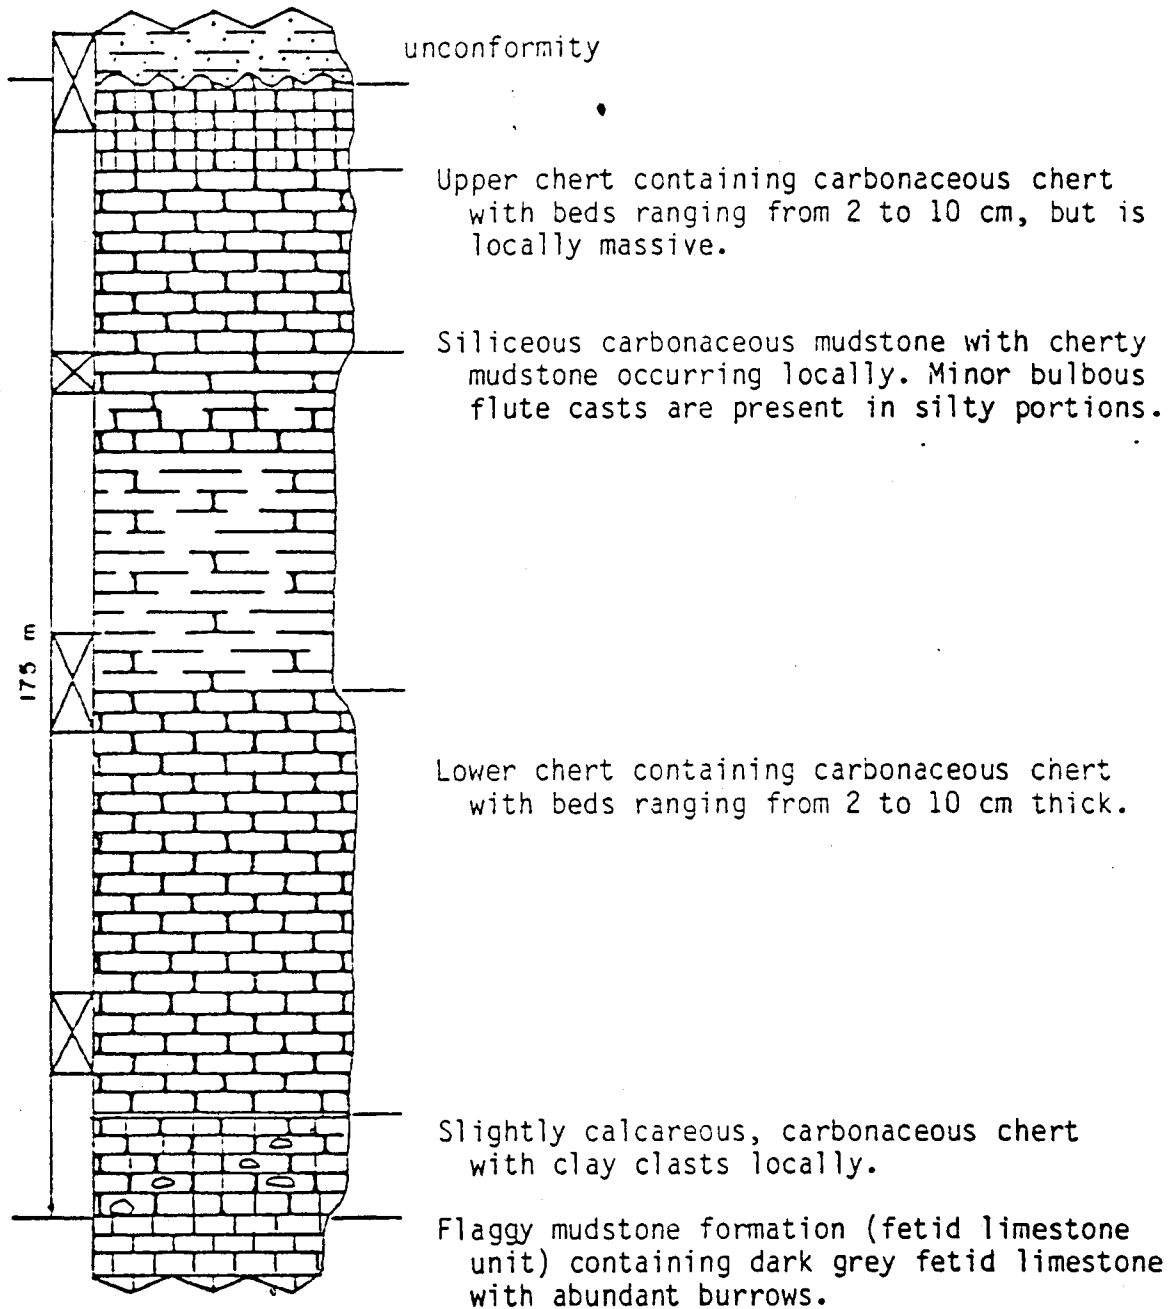 unconformity
Upper chert containing carbonaceous chert
with beds ranging from 2 to 10 cm, but is
locally massive.
Siliceous carbonaceous mudstone with cherty
mudstone occurring locally. Minor bulbous
flute casts are present in silty portions.
175 m
Lower chert containing carbonaceous chert
with beds ranging from 2 to 10 cm thick.
Slightly calcareous, carbonaceous chert
with clay clasts locally.
Flaggy mudstone formation (fetid limestone
unit) containing dark grey fetid limestone
with abundant burrows.